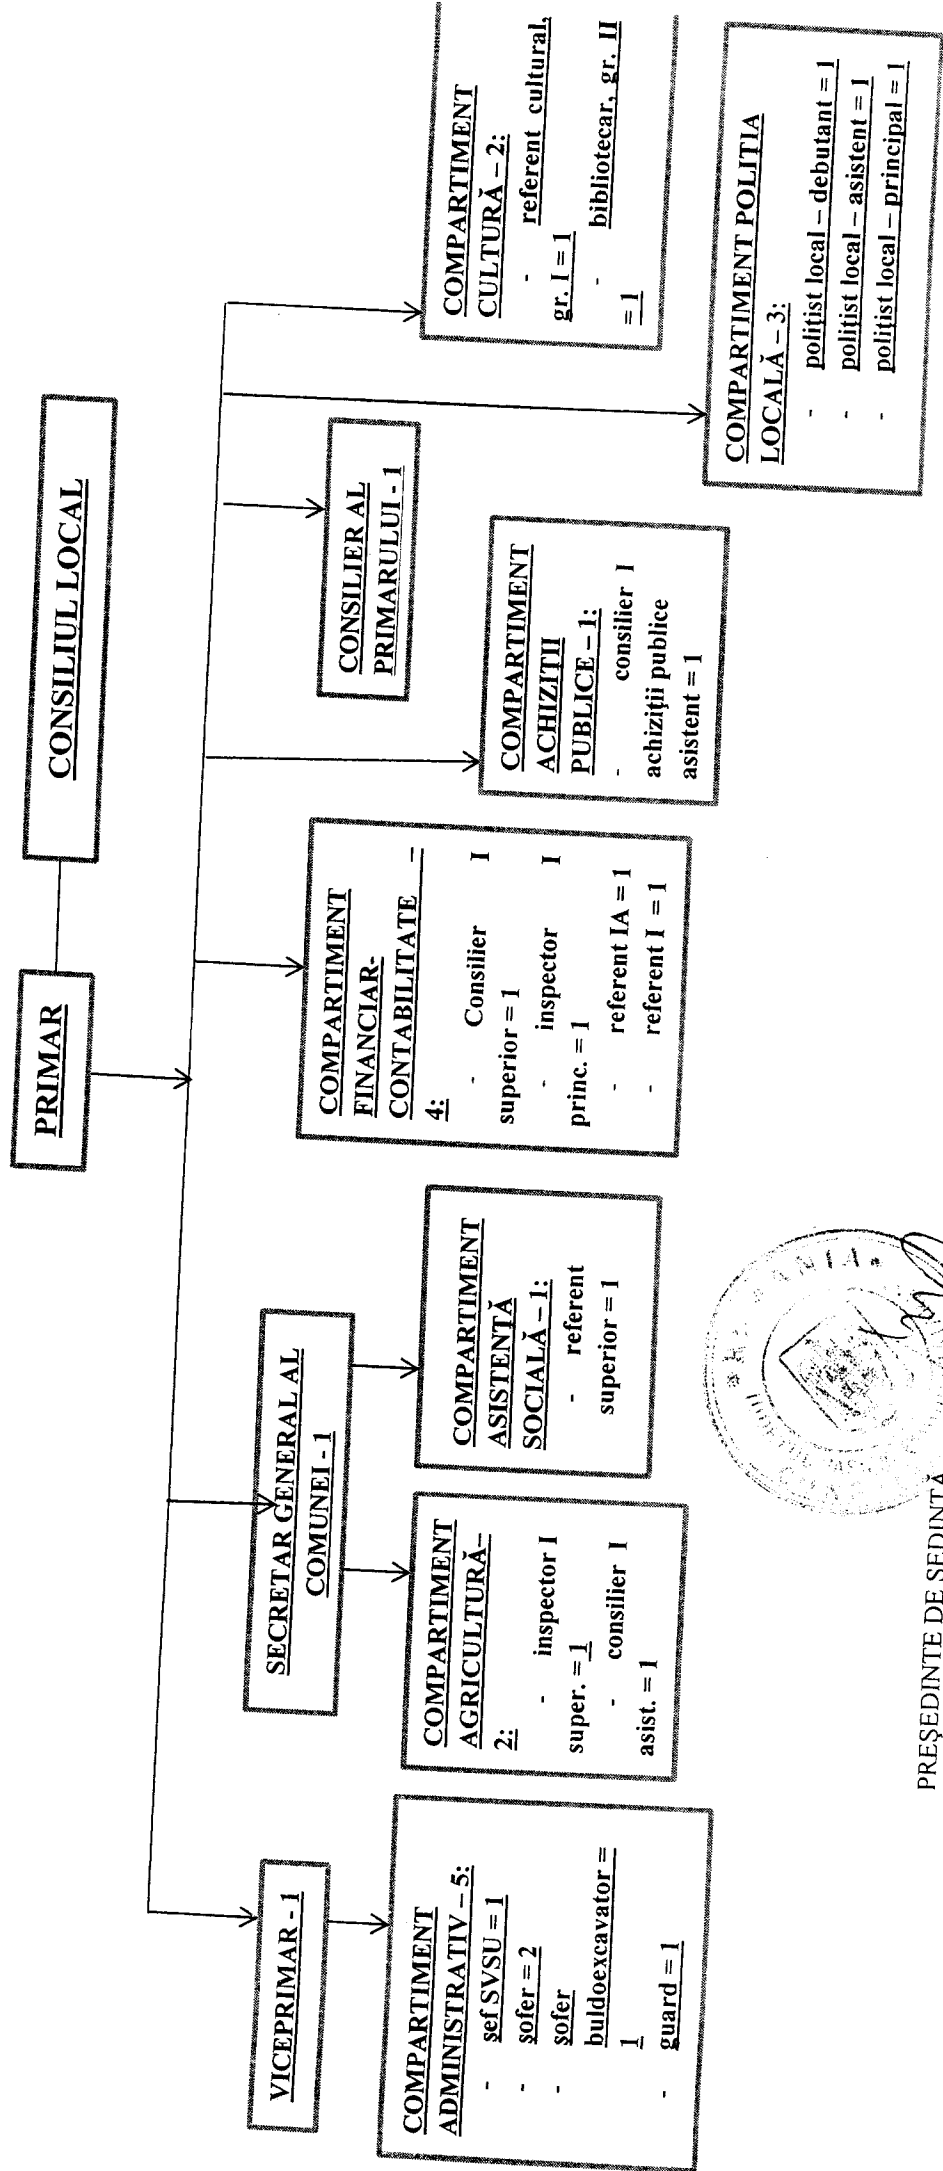 PRIMAR
CONSILIUL LOCAL
VICEPRIMAR - 1
COMPARTIMENT
ADMINISTRATIV – 5:
- șef SVSU = 1
- șofer = 2
- șofer
buldoexcavator =
1
- guard = 1
SECRETAR GENERAL AL
COMUNEI - 1
COMPARTIMENT
AGRICULTURĂ–
2:
- inspector I
super. = 1
- consilier I
asist. = 1
COMPARTIMENT
ASISTENȚĂ
SOCIALĂ – 1:
- referent
superior = 1
COMPARTIMENT
FINANCIAR-
CONTABILITATE –
4:
- Consilier I
superior = 1
- inspector I
princ. = 1
- referent IA = 1
- referent I = 1
COMPARTIMENT
ACHIZIȚII
PUBLICE – 1:
- consilier I
achiziții publice
asistent = 1
CONSILIER AL
PRIMARULUI - 1
COMPARTIMENT POLIȚIA
LOCALĂ – 3:
- polițist local – debutant = 1
- polițist local – asistent = 1
- polițist local – principal = 1
COMPARTIMENT
CULTURĂ – 2:
- referent cultural,
gr. I = 1
- bibliotecar, gr. II
= 1
PREȘEDINTE DE ȘEDINȚĂ